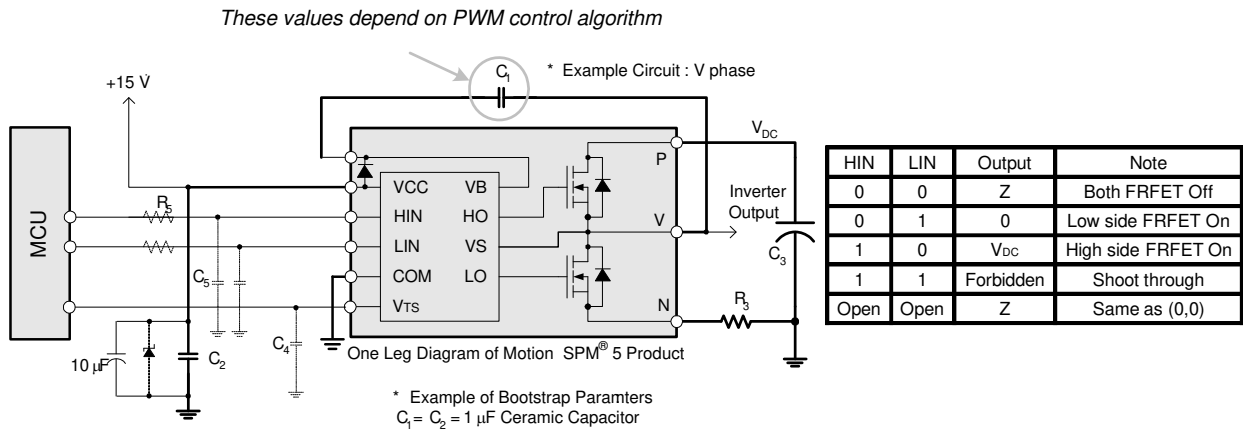 These values depend on PWM control algorithm
C1
* Example Circuit : V phase
+15 V
VDC
P
MCU
R5
VCC VB
HIN HO
LIN VS
COM LO
VTS
V
N
Inverter
Output
C3
R3
C5
C4
10 μF
C2
One Leg Diagram of Motion SPM® 5 Product
* Example of Bootstrap Paramters
C1 = C2 = 1 μF Ceramic Capacitor
HIN LIN Output Note
0 0 Z Both FRFET Off
0 1 0 Low side FRFET On
1 0 VDC High side FRFET On
1 1 Forbidden Shoot through
Open Open Z Same as (0,0)